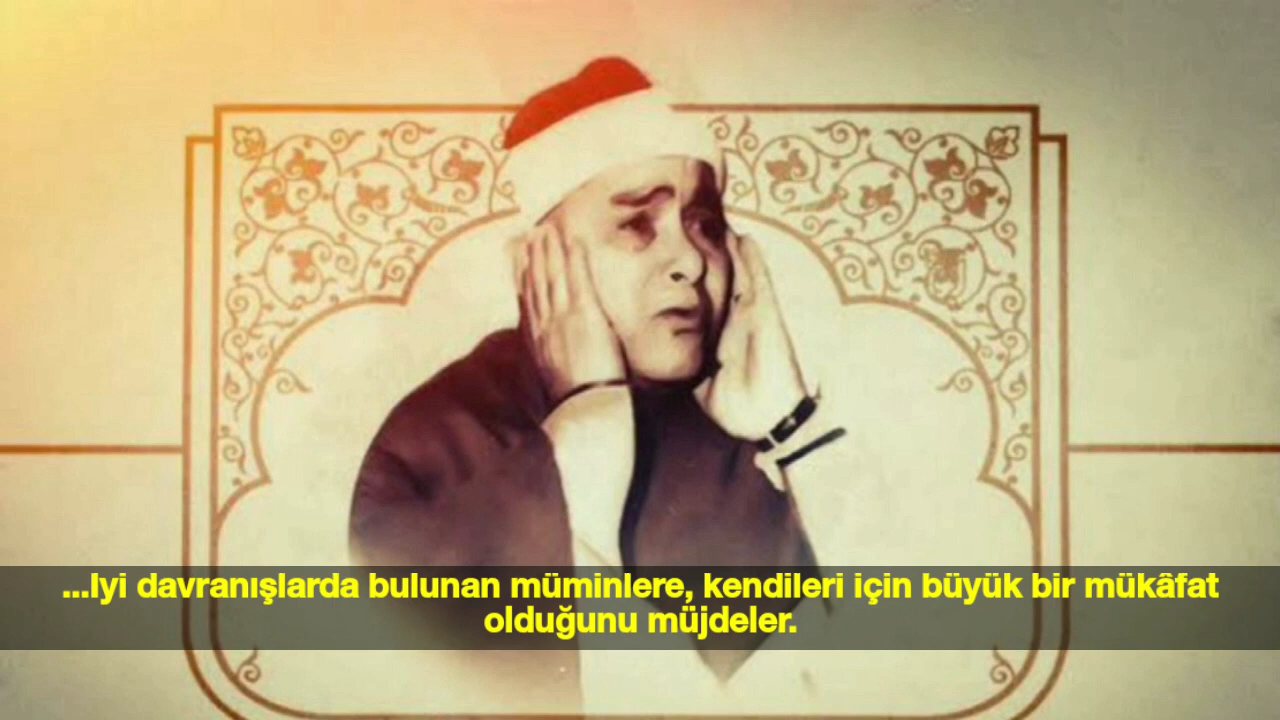 ...Iyi davranışlarda bulunan müminlere, kendileri için büyük bir mükâfat
olduğunu müjdeler.